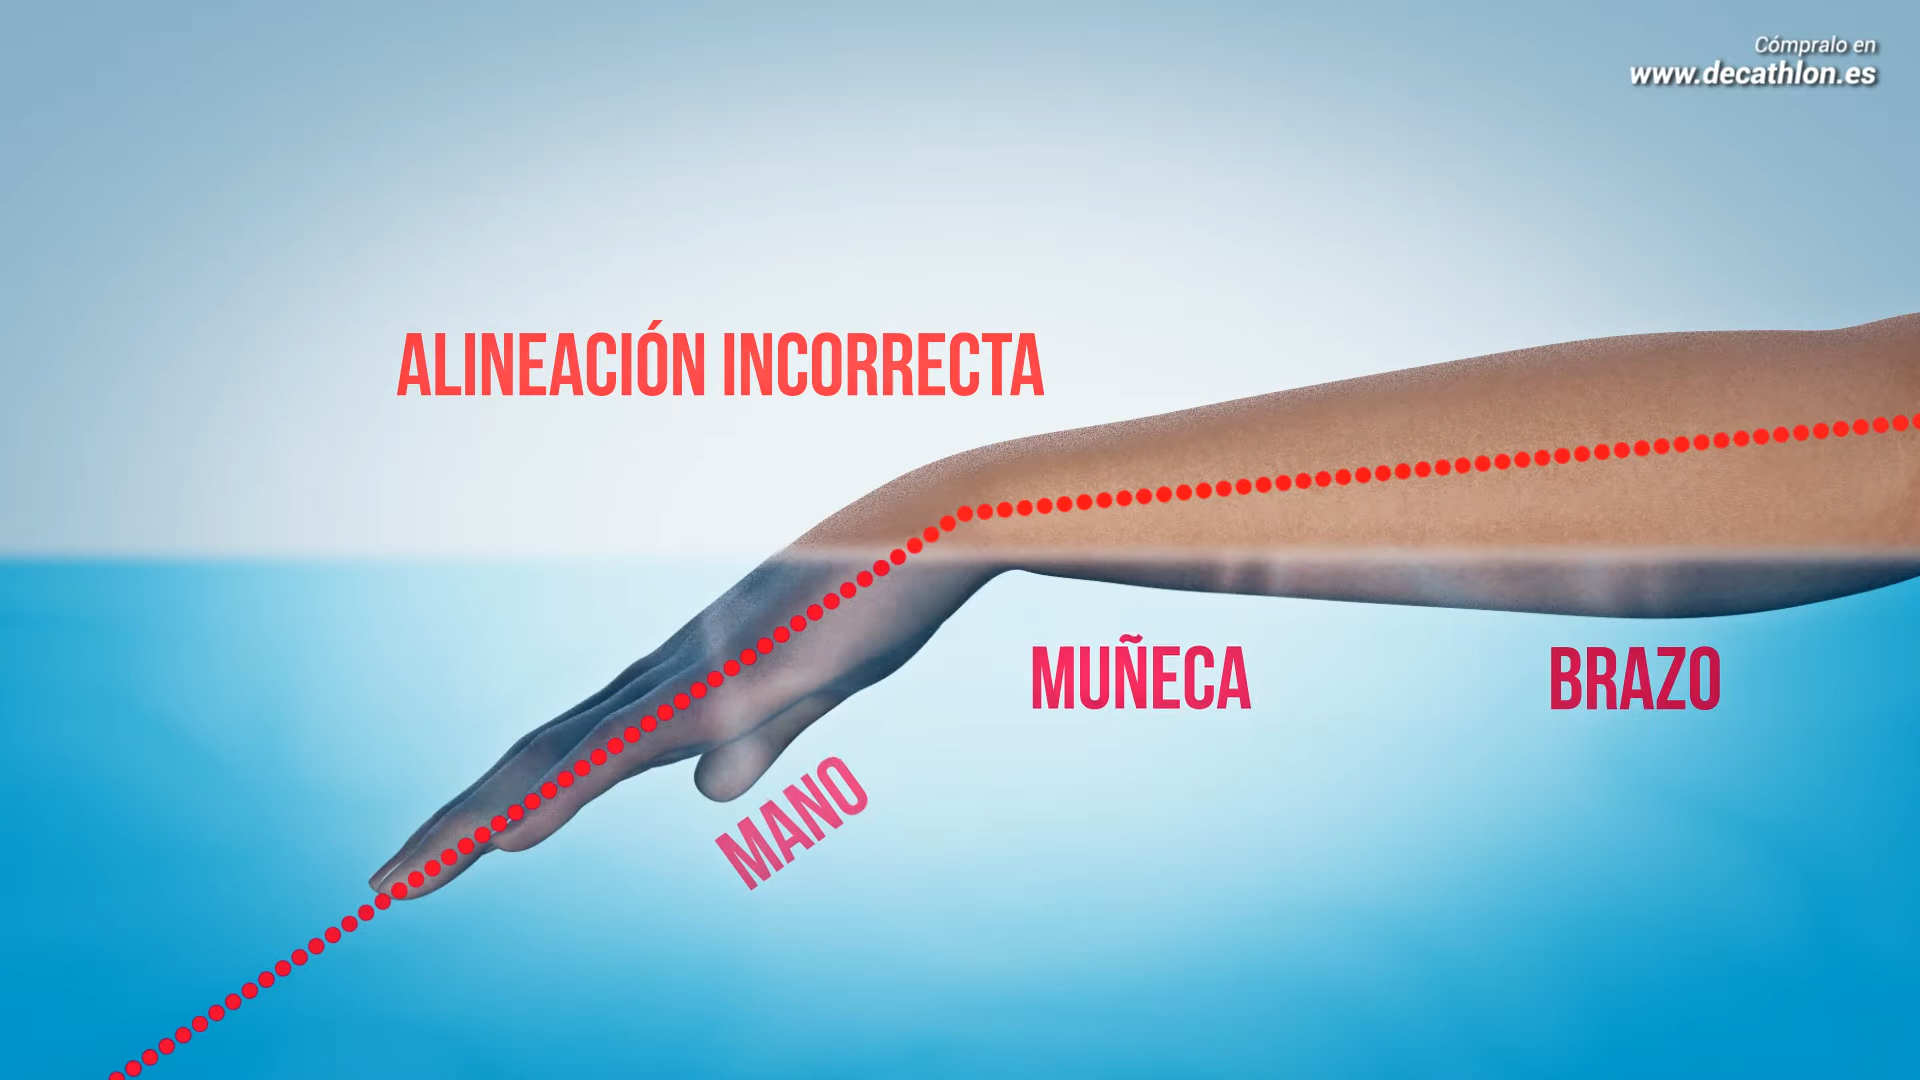 Cómpralo en
www.decathlon.es
ALINEACIÓN INCORRECTA
MUÑECA
BRAZO
MANO